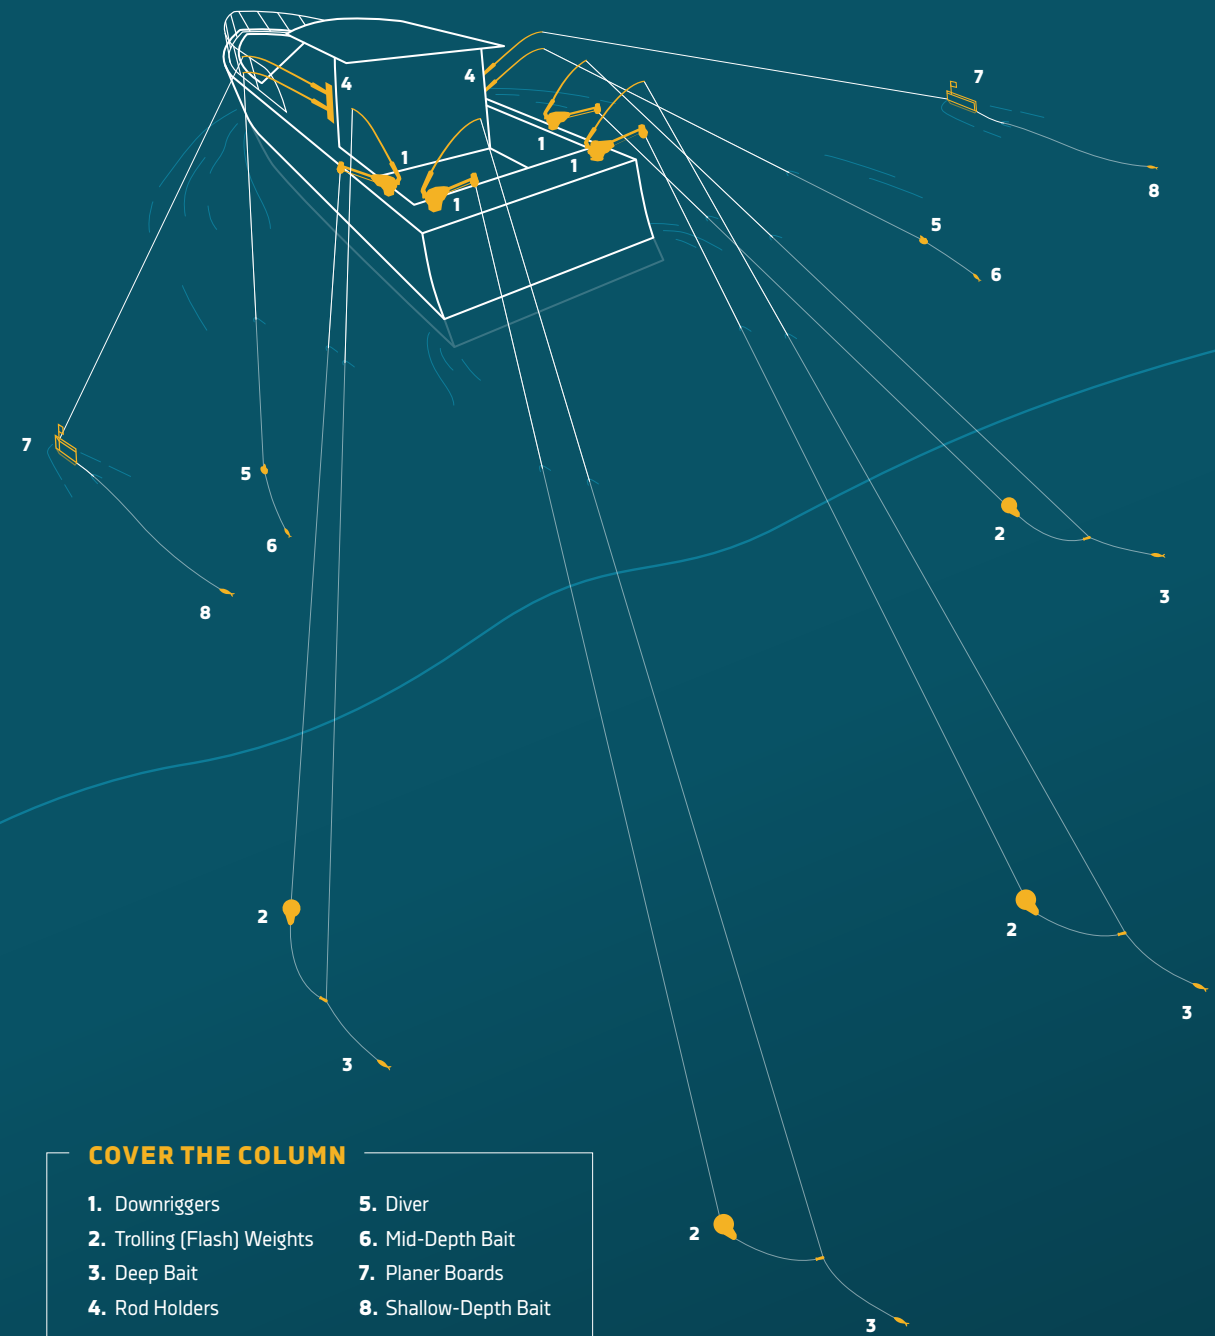 4
4
7
1
1
1
1
8
5
6
7
5
6
8
2
3
2
2
3
3
2
3
COVER THE COLUMN
1. Downriggers
2. Trolling (Flash) Weights
3. Deep Bait
4. Rod Holders
5. Diver
6. Mid-Depth Bait
7. Planer Boards
8. Shallow-Depth Bait